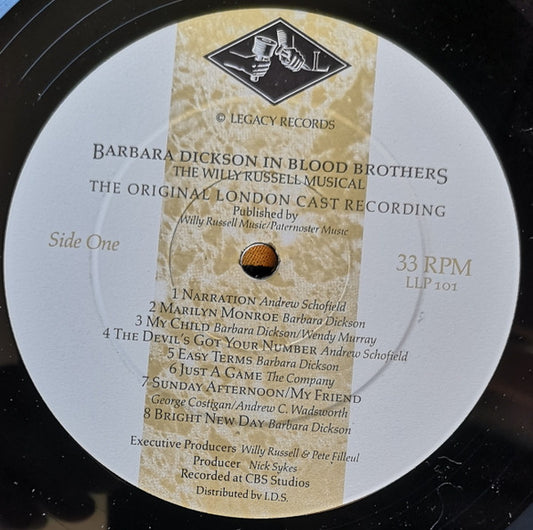 L
© LEGACY RECORDS
BARBARA DICKSON IN BLOOD BROTHERS
THE WILLY RUSSELL MUSICAL
THE ORIGINAL LONDON CAST RECORDING
Published by
Willy Russell Music/Paternoster Music
Side One
33 RPM
LLP 101
1 NARRATION Andrew Schofield
2 MARILYN MONROE Barbara Dickson
3 MY CHILD Barbara Dickson/Wendy Murray
4 THE DEVIL'S GOT YOUR NUMBER Andrew Schofield
5 EASY TERMS Barbara Dickson
6 JUST A GAME The Company
7 SUNDAY AFTERNOON/MY FRIEND
George Costigan/Andrew C. Wadsworth
8 BRIGHT NEW DAY Barbara Dickson
Executive Producers Willy Russell & Pete Filleul
Producer Nick Sykes
Recorded at CBS Studios
Distributed by I.D.S.